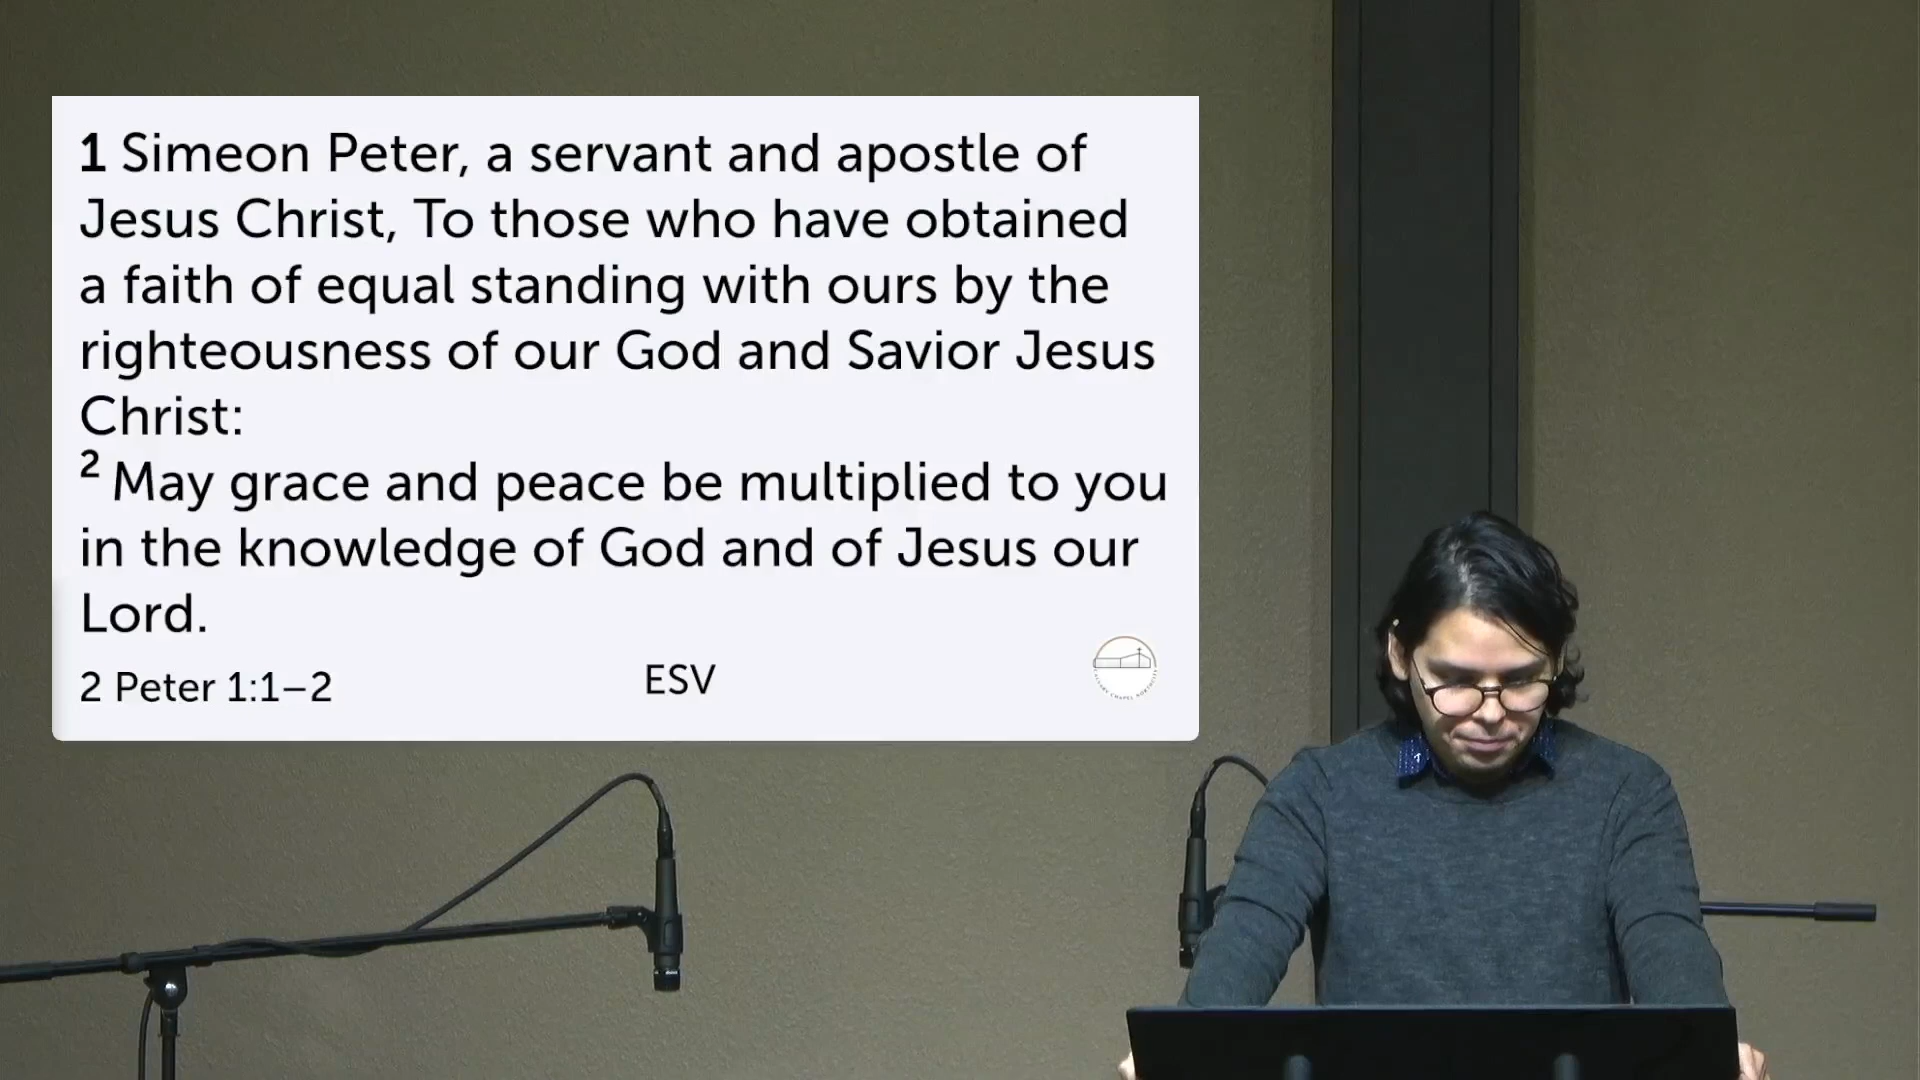 1 Simeon Peter, a servant and apostle of
Jesus Christ, To those who have obtained
a faith of equal standing with ours by the
righteousness of our God and Savior Jesus
Christ:
2 May grace and peace be multiplied to you
in the knowledge of God and of Jesus our
Lord.
2 Peter 1:1–2
ESV
CALVARY CHAPEL